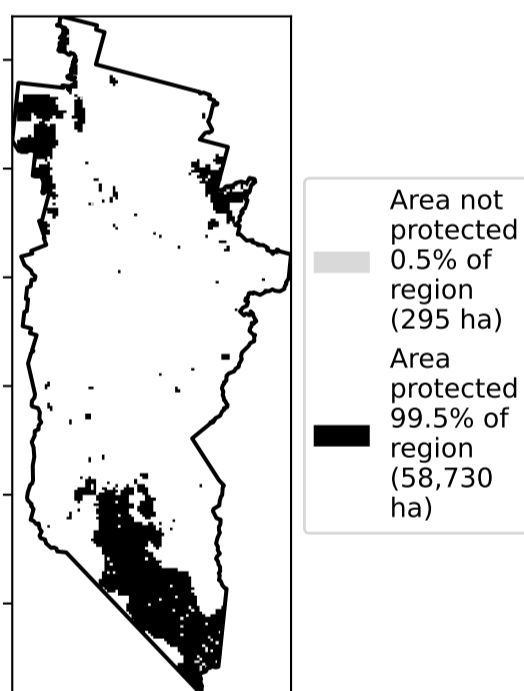 Area not
protected
0.5% of
region
(295 ha)
Area
protected
99.5% of
region
(58,730
ha)